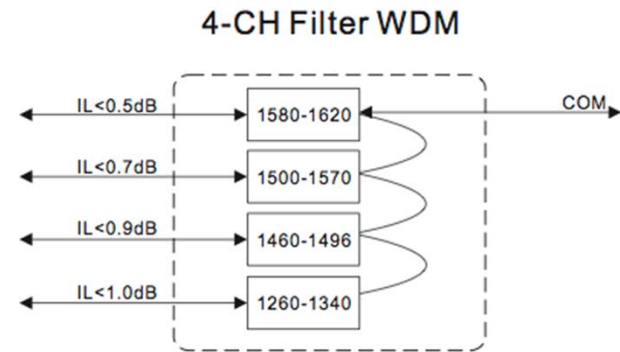 4-CH Filter WDM
IL<0.5dB
1580-1620
COM
IL<0.7dB
1500-1570
IL<0.9dB
1460-1496
IL<1.0dB
1260-1340